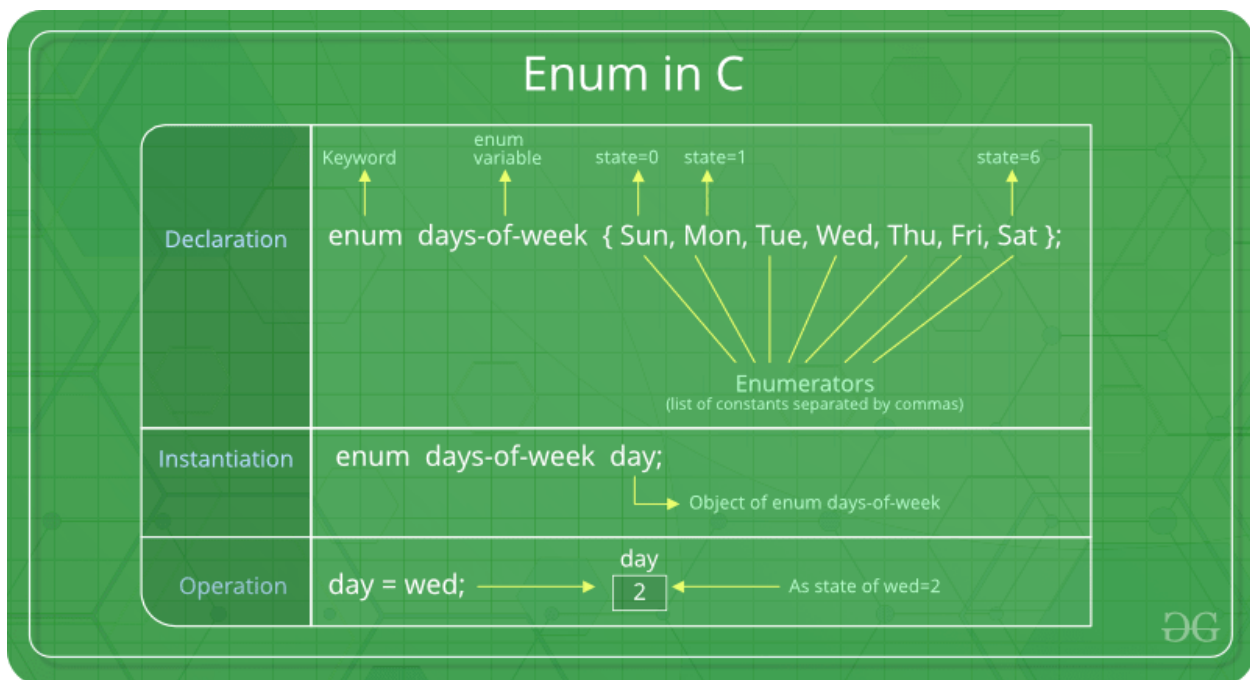 Enum in C
Keyword
enum
variable
state=0
state=1
state=6
Declaration
enum days-of-week { Sun, Mon, Tue, Wed, Thu, Fri, Sat };
Enumerators
(list of constants separated by commas)
Instantiation
enum days-of-week day;
Object of enum days-of-week
day
Operation
day = wed;
2
As state of wed=2